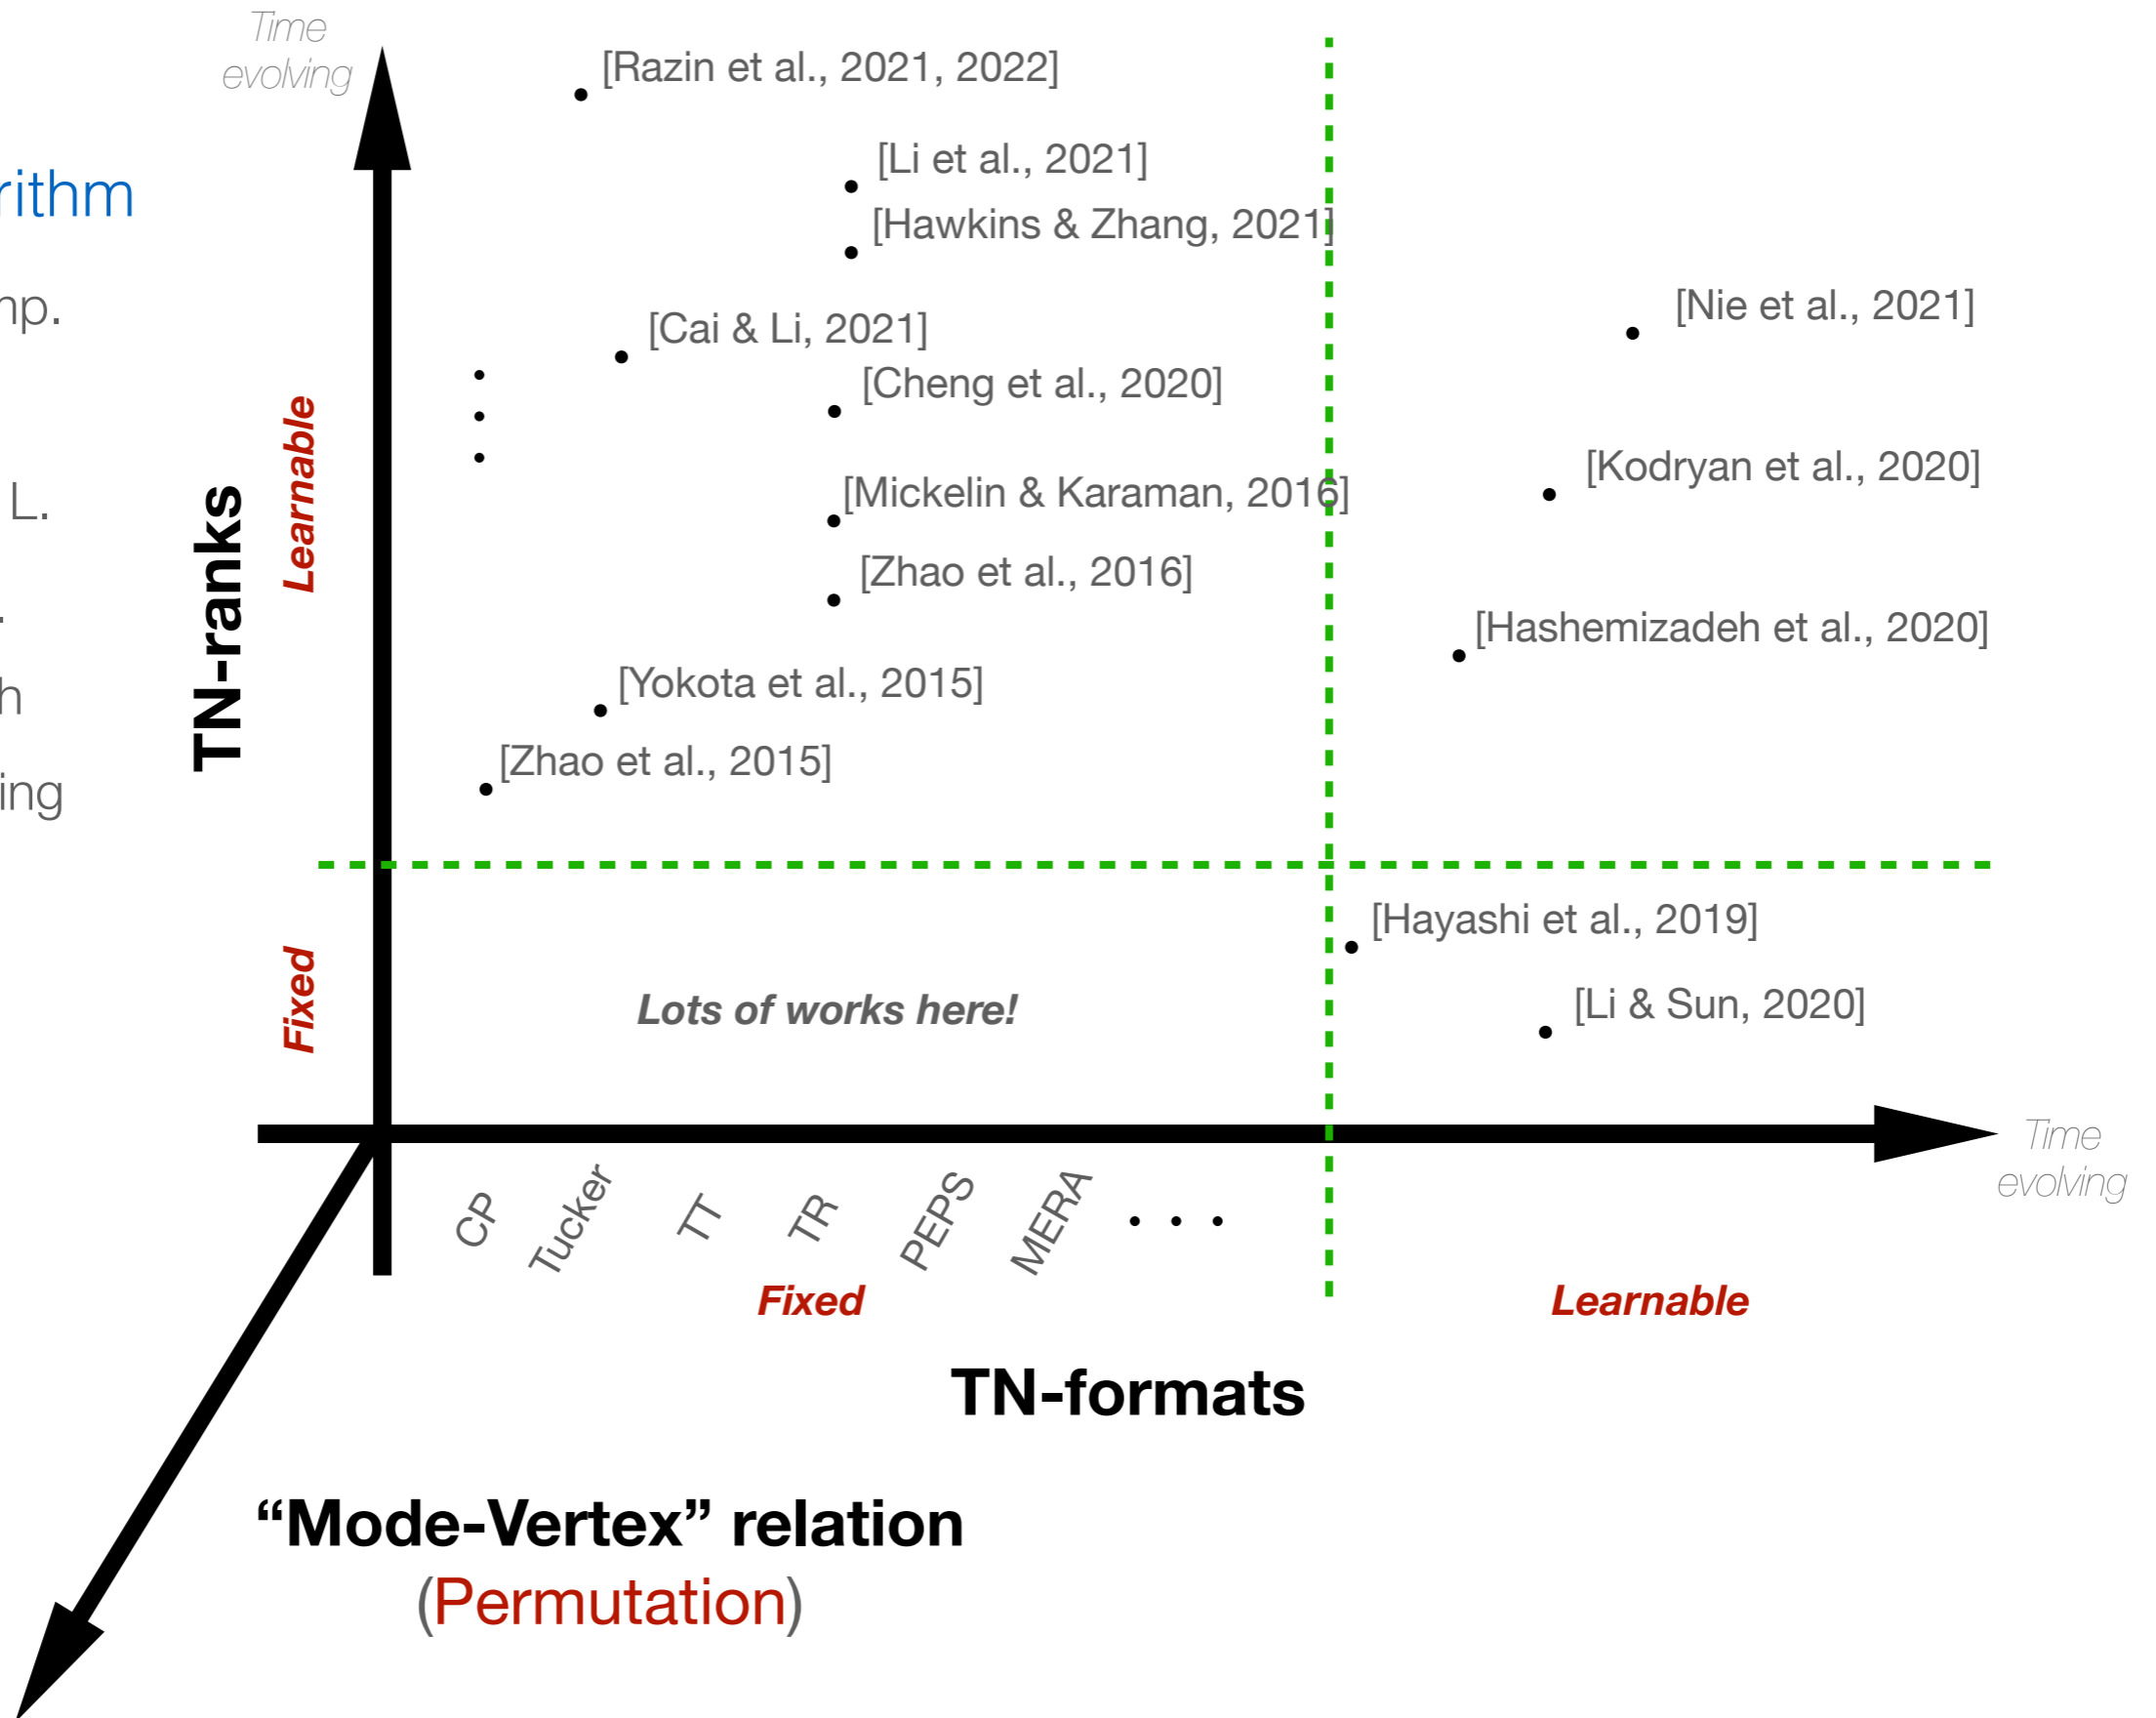 Time
evolving
[Razin et al., 2021, 2022]
[Li et al., 2021]
rithm
[Hawkins & Zhang, 2021]
np.
[Nie et al., 2021]
[Cai & Li, 2021]
[Cheng et al., 2020]
Learnable
[Kodryan et al., 2020]
L.
[Mickelin & Karaman, 2016]
TN-ranks
[Zhao et al., 2016]
.
[Hashemizadeh et al., 2020]
h
[Yokota et al., 2015]
[Zhao et al., 2015]
ing
[Hayashi et al., 2019]
Fixed
Lots of works here!
[Li & Sun, 2020]
Time
evolving
CP
Tucker
TT
TR
PEPS
MERA
. . .
Fixed
Learnable
TN-formats
“Mode-Vertex” relation
(Permutation)